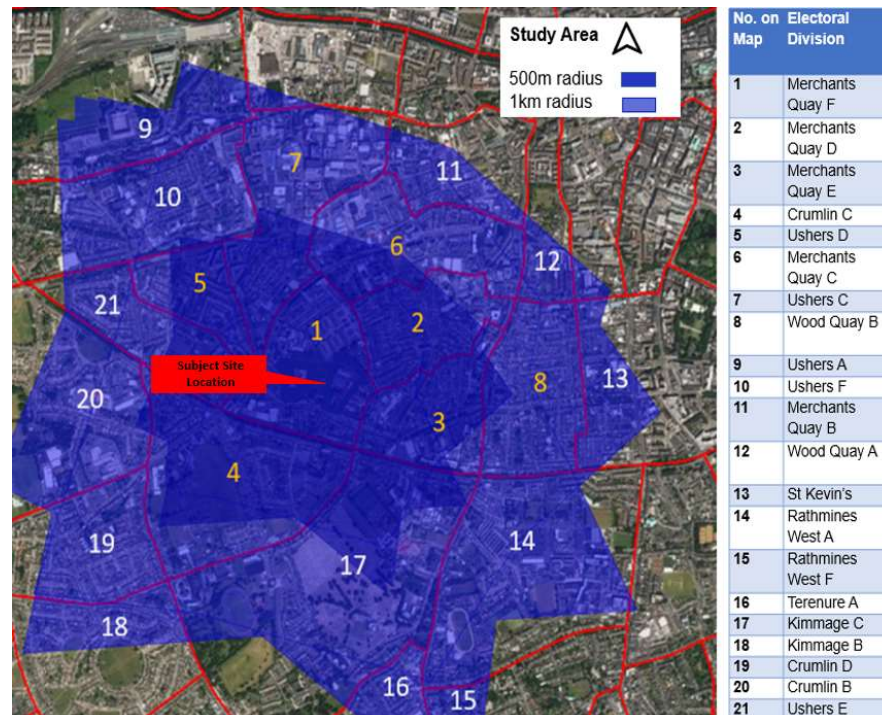 Study Area
500m radius
1km radius
9
7
11
10
6
12
5
21
1
2
Subject Site
Location
8
13
20
3
4
14
19
17
18
16
15
No. on Electoral
Map Division
1 Merchants
Quay F
2 Merchants
Quay D
3 Merchants
Quay E
4 Crumlin C
5 Ushers D
6 Merchants
Quay C
7 Ushers C
8 Wood Quay B
9 Ushers A
10 Ushers F
11 Merchants
Quay B
12 Wood Quay A
13 St Kevin's
14 Rathmines
West A
15 Rathmines
West F
16 Terenure A
17 Kimmage C
18 Kimmage B
19 Crumlin D
20 Crumlin B
21 Ushers E